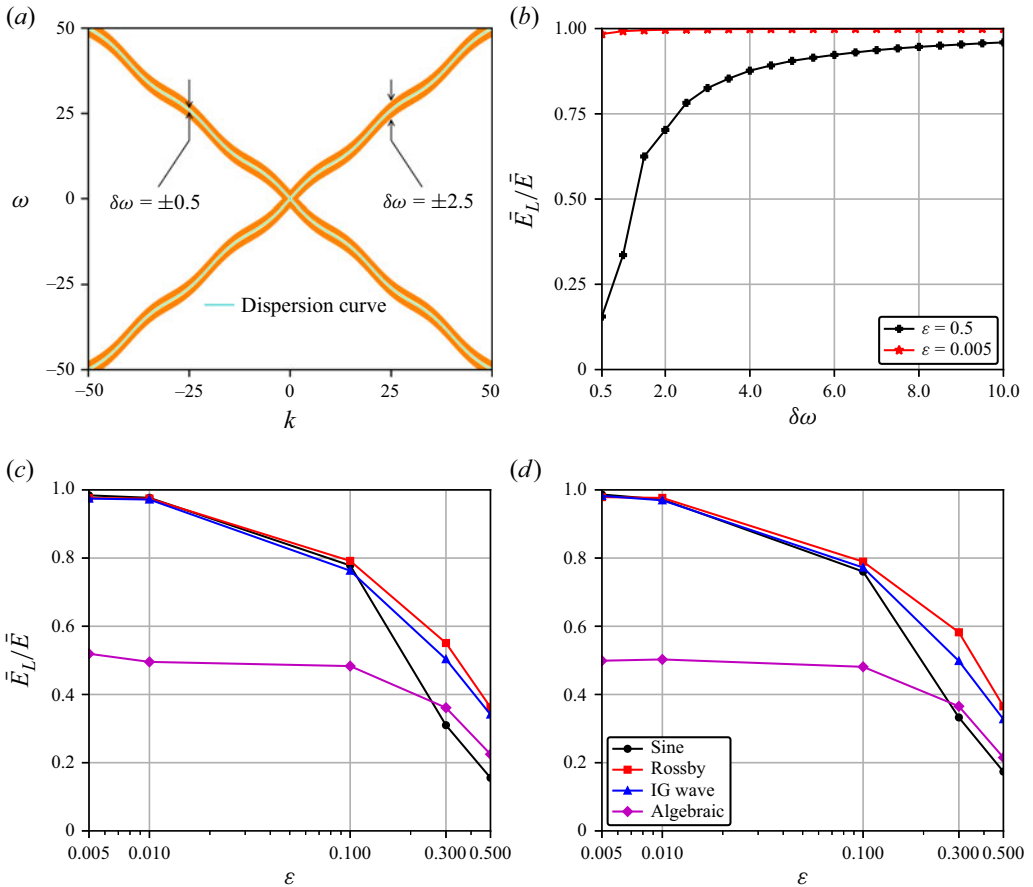 (a)
50
25
ω
0
−25
−50
δω = ±0.5
δω = ±2.5
Dispersion curve
−50
−25
0
25
50
k
(b)
1.00
0.75
Ē_L/Ē
0.50
0.25
0
ε = 0.5
ε = 0.005
0.5
2.0
4.0
6.0
8.0
10.0
δω
(c)
1.0
0.8
0.6
Ē_L/Ē
0.4
0.2
0
0.005
0.010
0.100
0.300
0.500
ε
(d)
1.0
0.8
0.6
0.4
0.2
0
Sine
Rossby
IG wave
Algebraic
0.005
0.010
0.100
0.300
0.500
ε